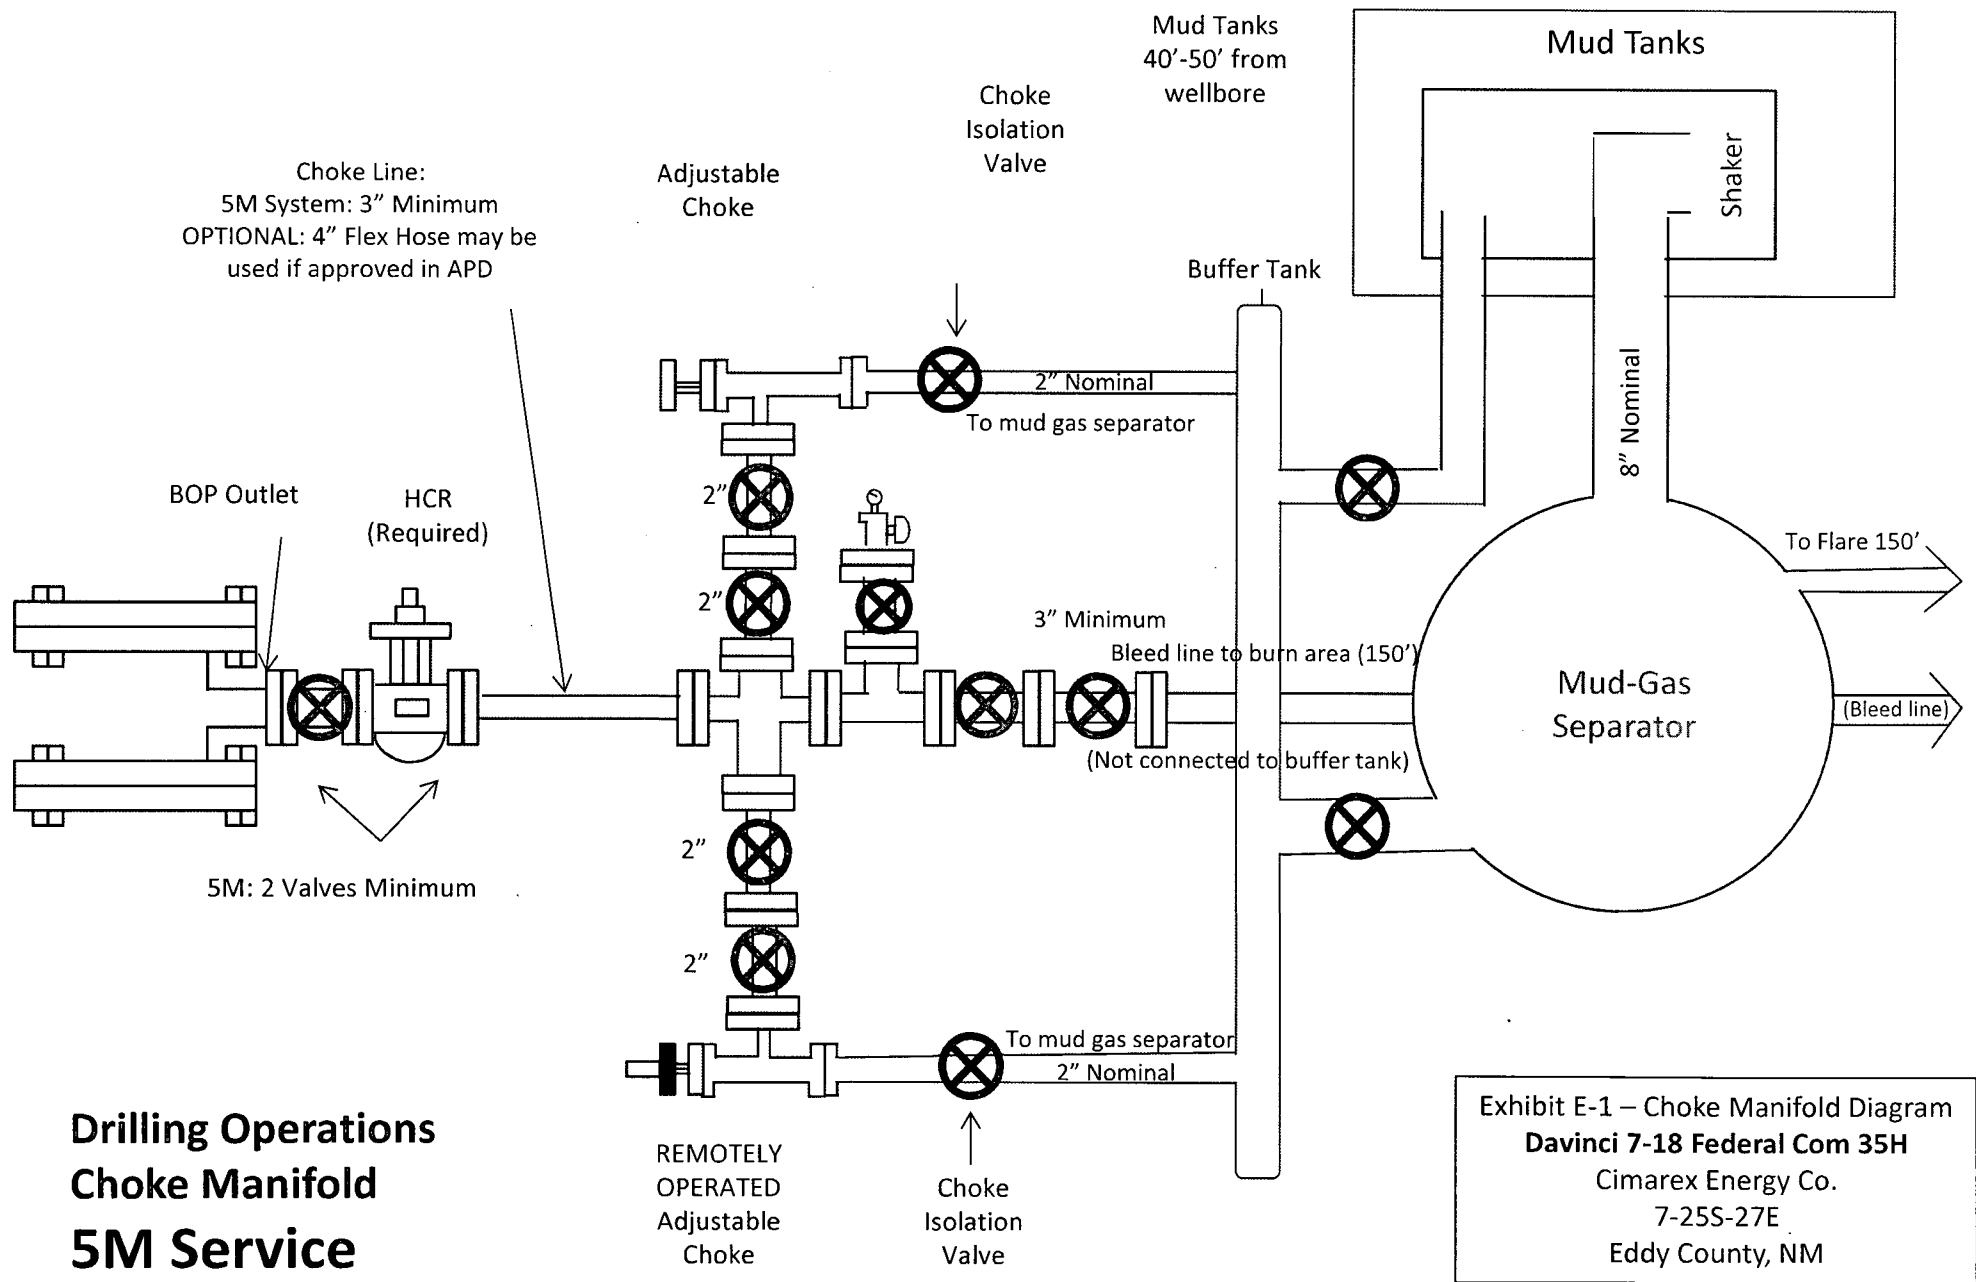 Mud Tanks
40'-50' from
wellbore
Mud Tanks
Shaker
Choke
Isolation
Valve
Choke Line:
5M System: 3" Minimum
OPTIONAL: 4" Flex Hose may be
used if approved in APD
Adjustable
Choke
Buffer Tank
2" Nominal
To mud gas separator
8" Nominal
BOP Outlet
HCR
(Required)
2"
2"
To Flare 150'
3" Minimum
Bleed line to burn area (150')
Mud-Gas
Separator
(Bleed line)
(Not connected to buffer tank)
5M: 2 Valves Minimum
2"
2"
To mud gas separator
2" Nominal
Drilling Operations
Choke Manifold
5M Service
REMOTELY
OPERATED
Adjustable
Choke
Choke
Isolation
Valve
Exhibit E-1 – Choke Manifold Diagram
Davinci 7-18 Federal Com 35H
Cimarex Energy Co.
7-25S-27E
Eddy County, NM